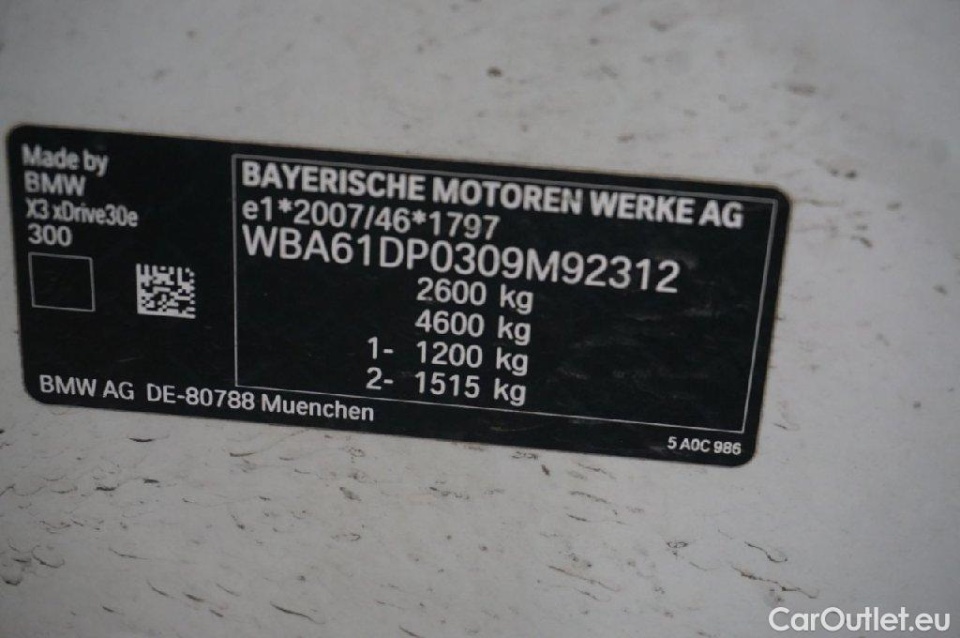 Made by
BMW
X3 xDrive30e
300
BAYERISCHE MOTOREN WERKE AG
e1*2007/46*1797
WBA61DP0309M92312
2600 kg
4600 kg
1- 1200 kg
2- 1515 kg
BMW AG DE-80788 Muenchen
5 A0C 986
CarOutlet.eu